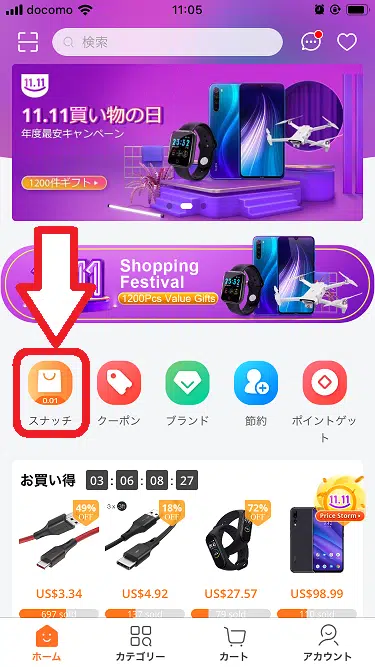 docomo 11:05
検索
11.11
11.11買い物の日
年度最安キャンペーン
1200件ギフト
Shopping
Festival
1200Pcs Value Gifts
0.01
スナッチ
クーポン
ブランド
節約
ポイントゲット
お買い得 03 : 06 : 08 : 27
11.11
Price Storm
49%
OFF
3 x
18%
OFF
72%
OFF
US$3.34
US$4.92
US$27.57
US$98.99
697 sold
137 sold
79 sold
110 sold
ホーム
カテゴリー
カート
アカウント